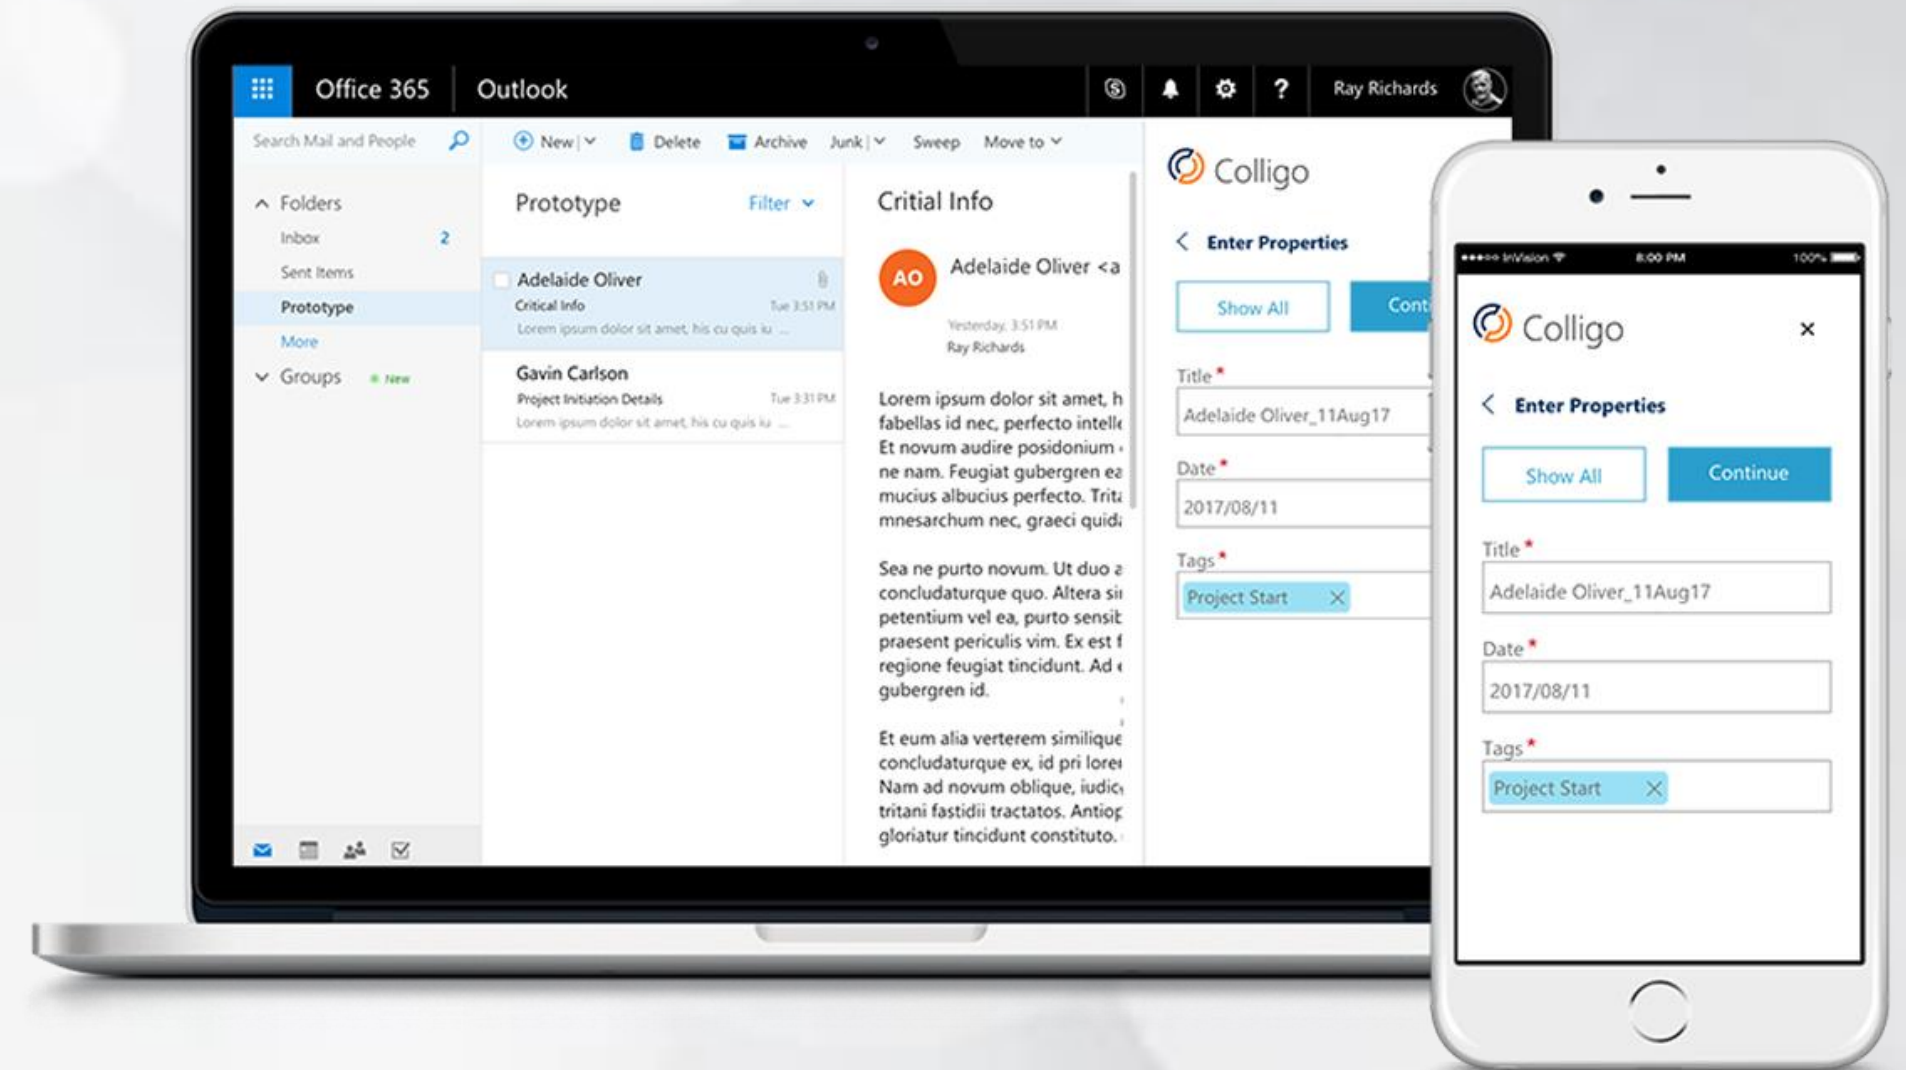 Office 365
Outlook
Ray Richards
Search Mail and People
New
Delete
Archive
Junk
Sweep
Move to
Folders
Inbox 2
Sent Items
Prototype
More
Groups New
Prototype
Filter
Adelaide Oliver
Critical Info Tue 3:51 PM
Lorem ipsum dolor sit amet, his cu quis iu ...
Gavin Carlson
Project Initiation Details Tue 3:31 PM
Lorem ipsum dolor sit amet, his cu quis iu ...
Critial Info
AO
Adelaide Oliver <a
Yesterday, 3:51 PM
Ray Richards
Lorem ipsum dolor sit amet, h
fabellas id nec, perfecto intelle
Et novum audire posidonium
ne nam. Feugiat gubergren ea
mucius albucius perfecto. Trita
mnesarchum nec, graeci quida
Sea ne purto novum. Ut duo a
concludaturque quo. Altera sin
petentium vel ea, purto sensib
praesent periculis vim. Ex est f
regione feugiat tincidunt. Ad e
gubergren id.
Et eum alia verterem similique
concludaturque ex, id pri lorem
Nam ad novum oblique, iudic
tritani fastidii tractatos. Antiop
gloriatur tincidunt constituto.
Colligo
Enter Properties
Show All
Conti
Title *
Adelaide Oliver_11Aug17
Date *
2017/08/11
Tags *
Project Start
InVision 8:00 PM 100%
Colligo
Enter Properties
Show All
Continue
Title *
Adelaide Oliver_11Aug17
Date *
2017/08/11
Tags *
Project Start